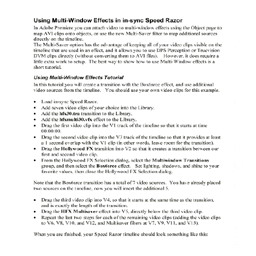 Using Multi-Window Effects in in-sync Speed Razor
In Adobe Premiere you can attach video to multi-window effects using the Object page to
map AVI clips onto objects, or use the new Multi-Saver filter to map additional sources
directly on the timeline.
The Multi-Saver option has the advantage of keeping all of your video clips visible on the
timeline that are used in an effect, and it allows you to use DPS Perception or Truevision
DVM clips directly (without converting them to AVI files). However, it does require a
little extra work to setup. The best way to show how to use Multi-Window effects is a
short tutorial.
Using Multi-Window Effects Tutorial
In this tutorial you will create a transition with the effect, and use additional
video sources from the timeline. You should use your own video clips for this example.
• Load in-sync Speed Razor.
• Add seven video clips of your choice into the Library.
• Add the transition to the Library.
• Add the effect to the Library.
• Drag the first video clip into the V1 track of the timeline so that it starts at time
00:00:00.
• Drag the second video clip into the V3 track of the timeline so that it provides at least
a 1 second overlap with the V1 clip (in other words, leave room for the transition).
• Drag the Hollywood FX transition into V2 so that it creates a transition between our
first and second video clip.
• From the Hollywood FX Selection dialog, select the Multiwindow Transitions
group, and then select the effect. Set lighting, shadows, and shine to your
favorite values, then close the Hollywood FX Selection dialog.
Note that the transition has a total of 7 video sources. You have already placed
two sources on the timeline, now you will insert the additional 5.
• Drag the third video clip into V4, so that it starts at the same time as the transition,
and is exactly the length of the transition.
• Drag the HFX Multisaver effect into V5, directly below the third video clip.
• Repeat the last two steps for each of the remaining video clips (adding the video clips
to V6, V8, V10, and V12, and Multisaver filters at V7, V9, V11, and V13).
When you are finished, your Speed Razor timeline should look something like this: